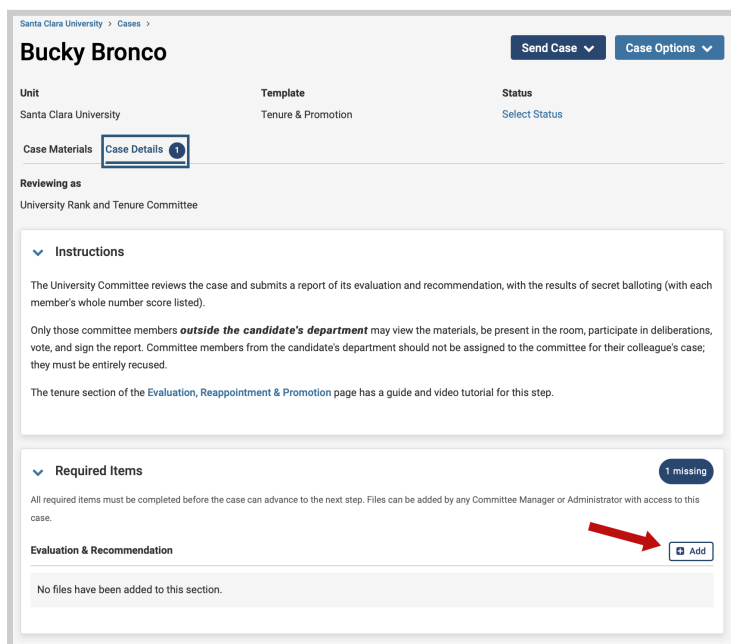 Santa Clara University > Cases >
Bucky Bronco
Send Case
Case Options
Unit
Template
Status
Santa Clara University
Tenure & Promotion
Select Status
Case Materials
Case Details 1
Reviewing as
University Rank and Tenure Committee
Instructions
The University Committee reviews the case and submits a report of its evaluation and recommendation, with the results of secret balloting (with each
member's whole number score listed).
Only those committee members outside the candidate's department may view the materials, be present in the room, participate in deliberations,
vote, and sign the report. Committee members from the candidate's department should not be assigned to the committee for their colleague's case;
they must be entirely recused.
The tenure section of the Evaluation, Reappointment & Promotion page has a guide and video tutorial for this step.
Required Items
1 missing
All required items must be completed before the case can advance to the next step. Files can be added by any Committee Manager or Administrator with access to this
case.
Evaluation & Recommendation
Add
No files have been added to this section.